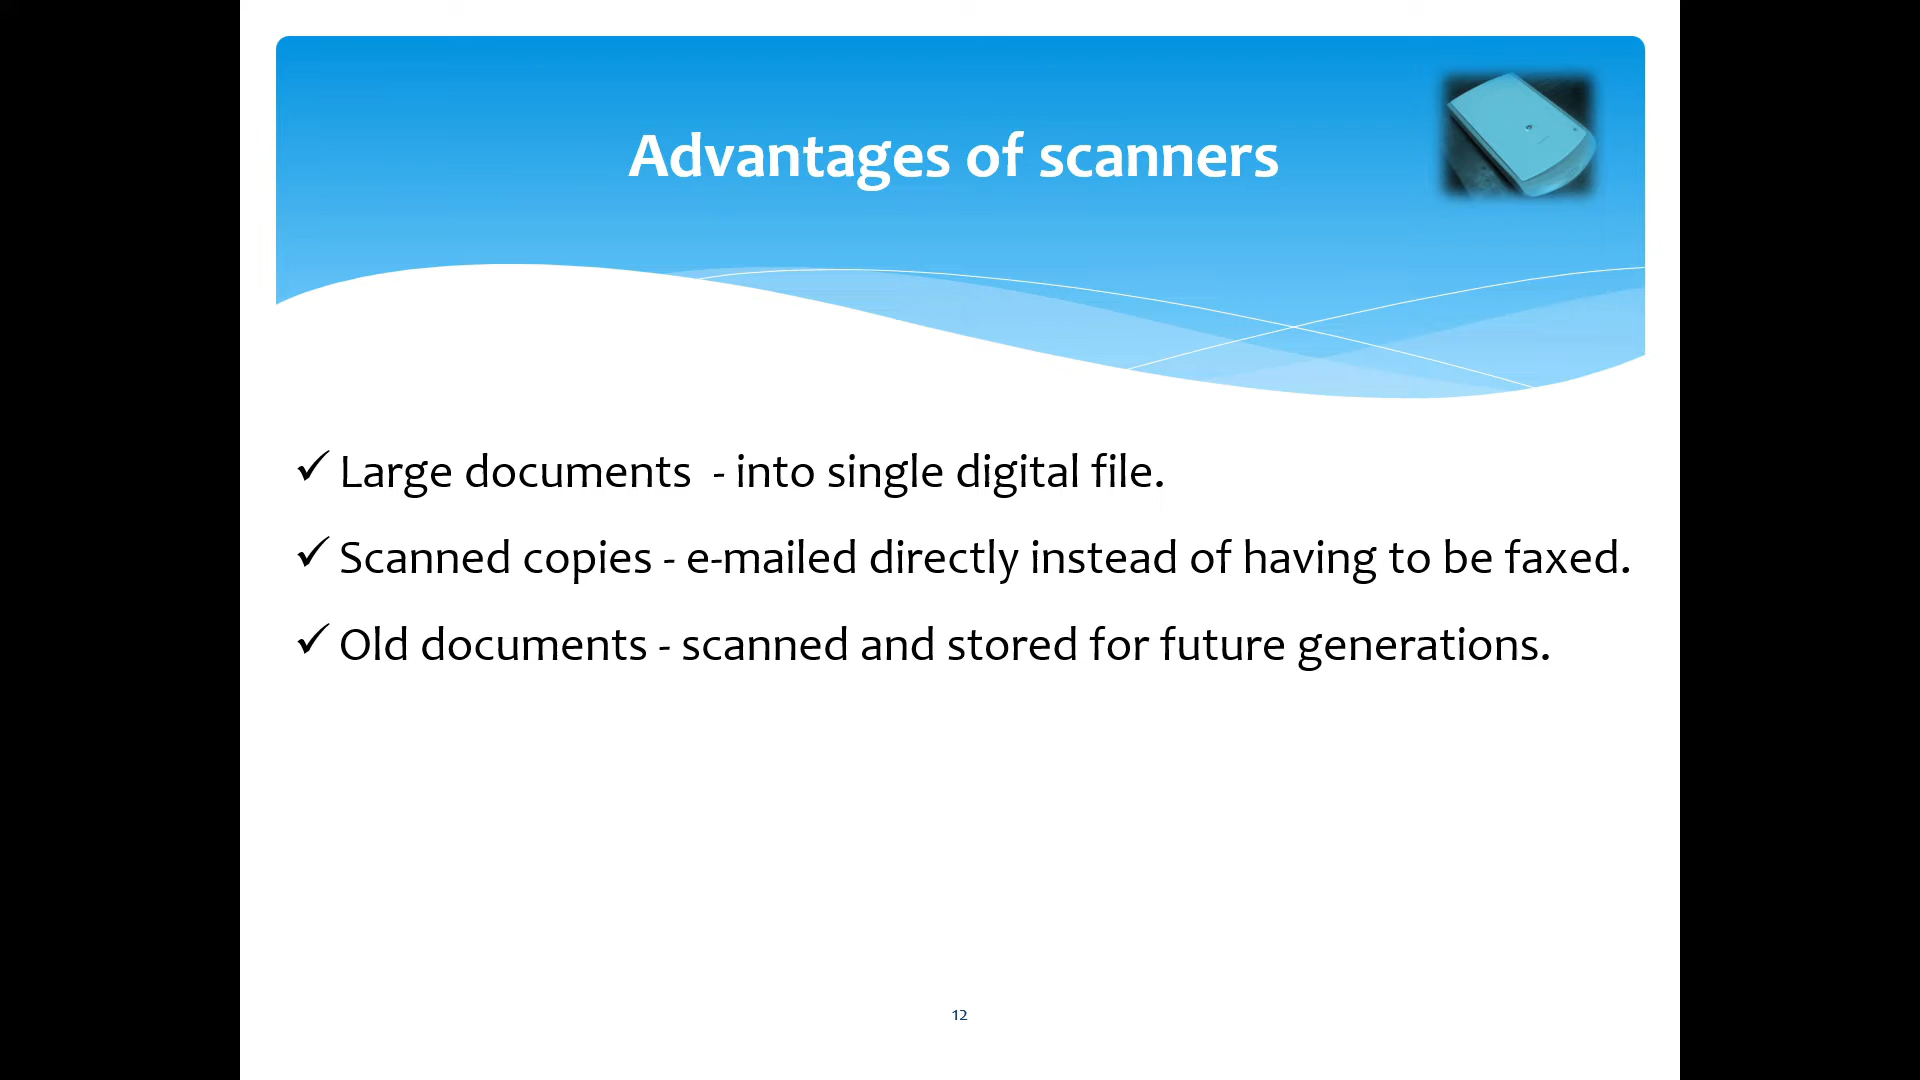 Advantages of scanners
✓ Large documents  - into single digital file.
✓ Scanned copies - e-mailed directly instead of having to be faxed.
✓ Old documents - scanned and stored for future generations.
12